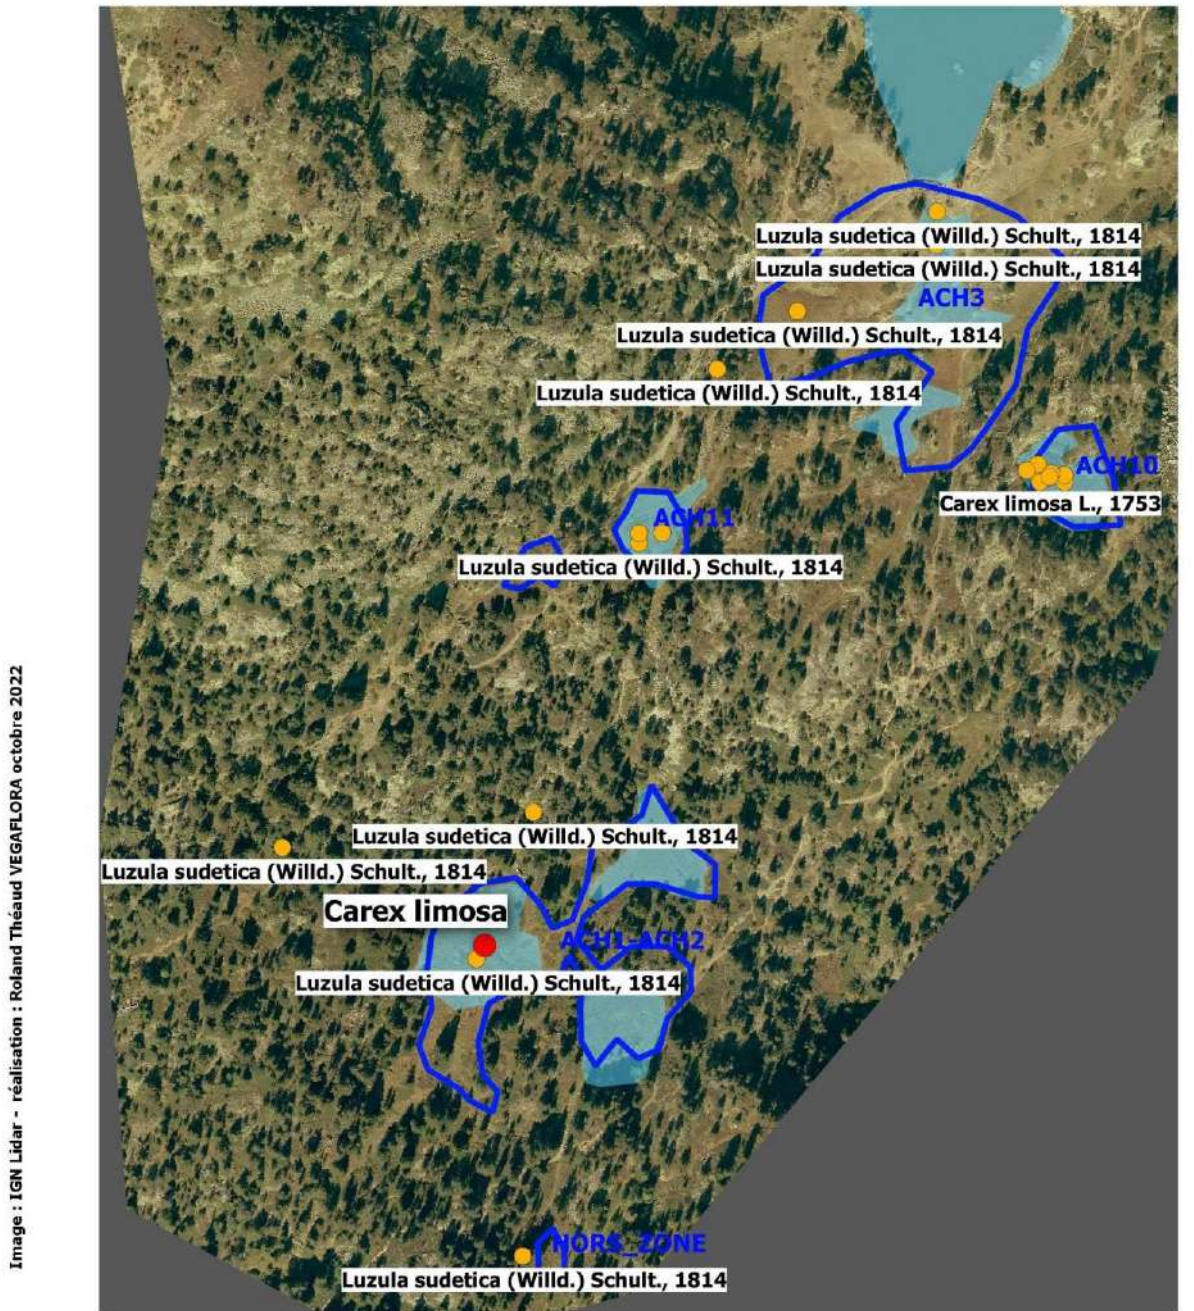 Luzula sudetica (Willd.) Schult., 1814
Luzula sudetica (Willd.) Schult., 1814
ACH3
Luzula sudetica (Willd.) Schult., 1814
Luzula sudetica (Willd.) Schult., 1814
ACH10
Carex limosa L., 1753
ACH11
Luzula sudetica (Willd.) Schult., 1814
Luzula sudetica (Willd.) Schult., 1814
Luzula sudetica (Willd.) Schult., 1814
Carex limosa
ACH1-ACH2
Luzula sudetica (Willd.) Schult., 1814
HORS_ZONE
Luzula sudetica (Willd.) Schult., 1814
Image : IGN Lidar - réalisation : Roland Théaud VEGAFLORA octobre 2022